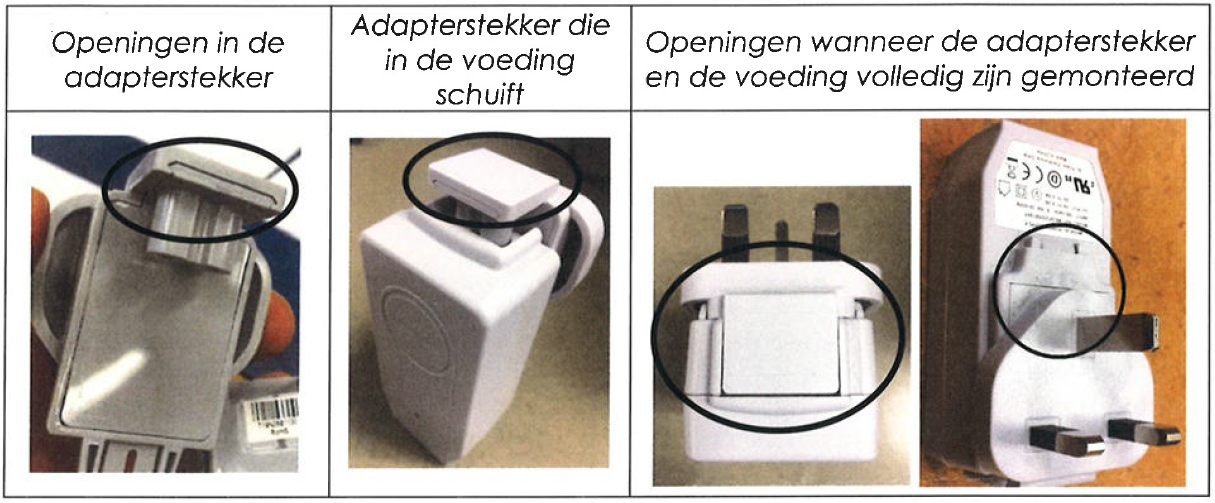 Openingen in de
adapterstekker
Adapterstekker die
in de voeding
schuift
Openingen wanneer de adapterstekker
en de voeding volledig zijn gemonteerd